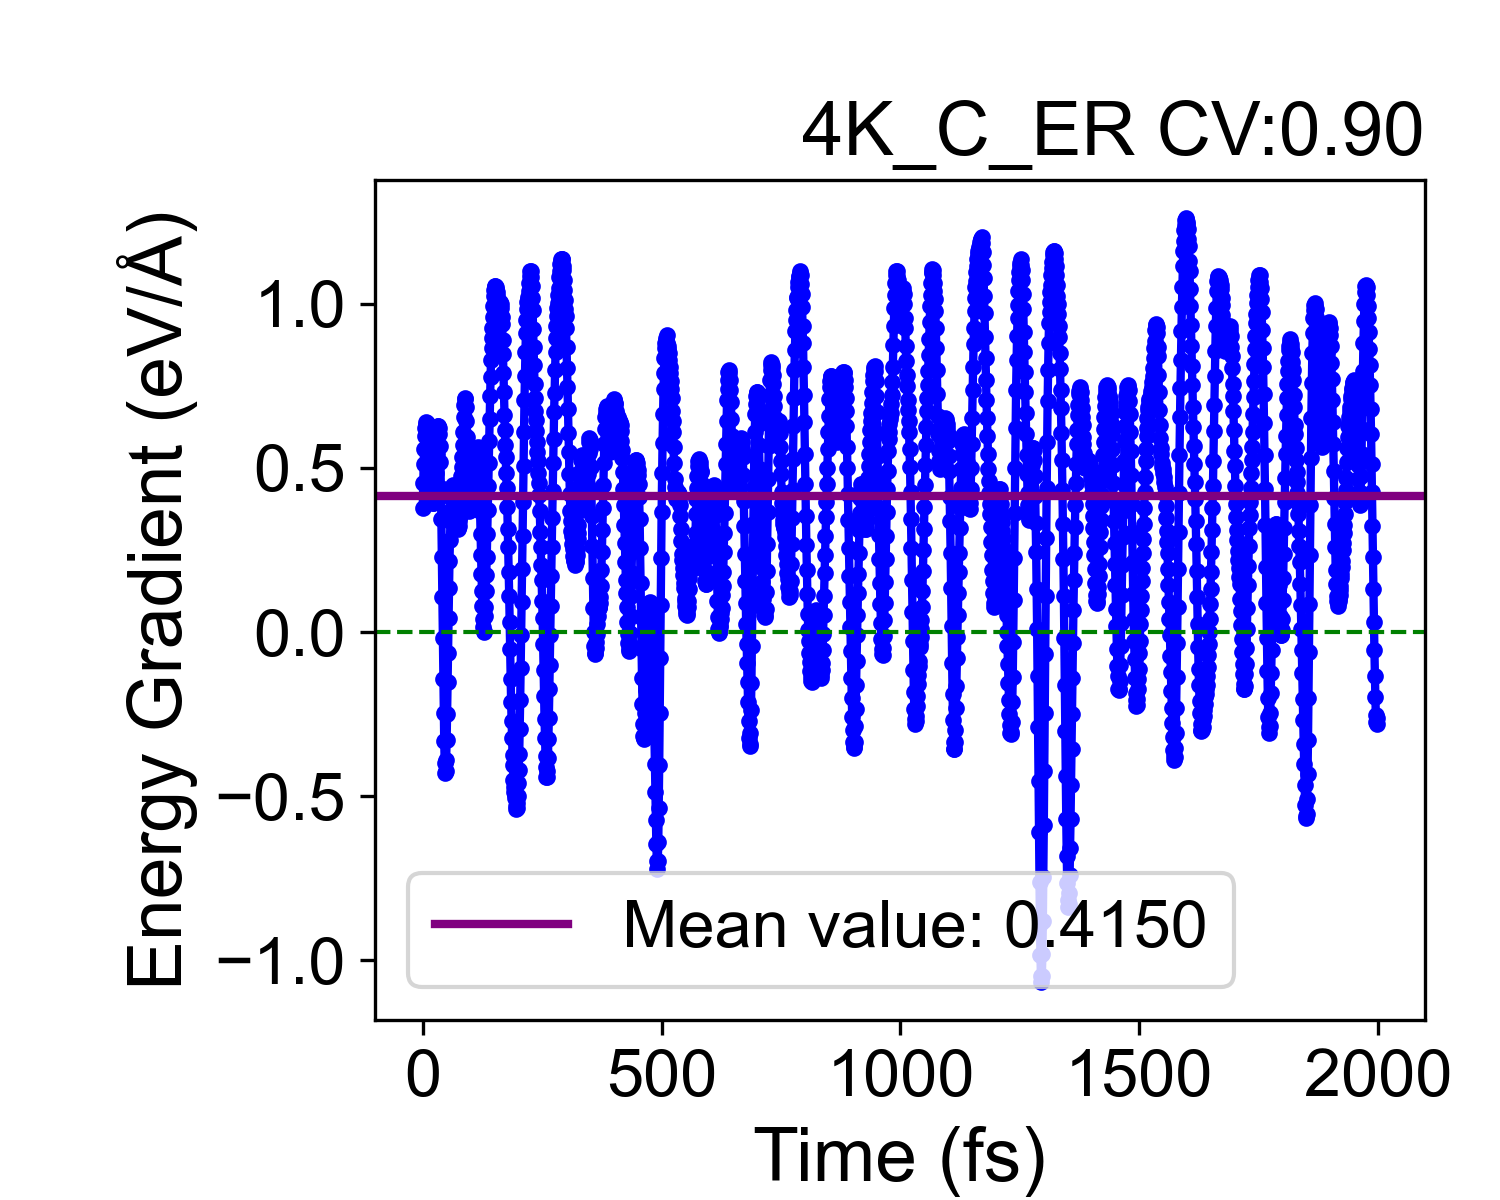 4K_C_ER CV:0.90
Energy Gradient (eV/Å)
1.0
0.5
0.0
−0.5
−1.0
Mean value: 0.4150
0 500 1000 1500 2000
Time (fs)